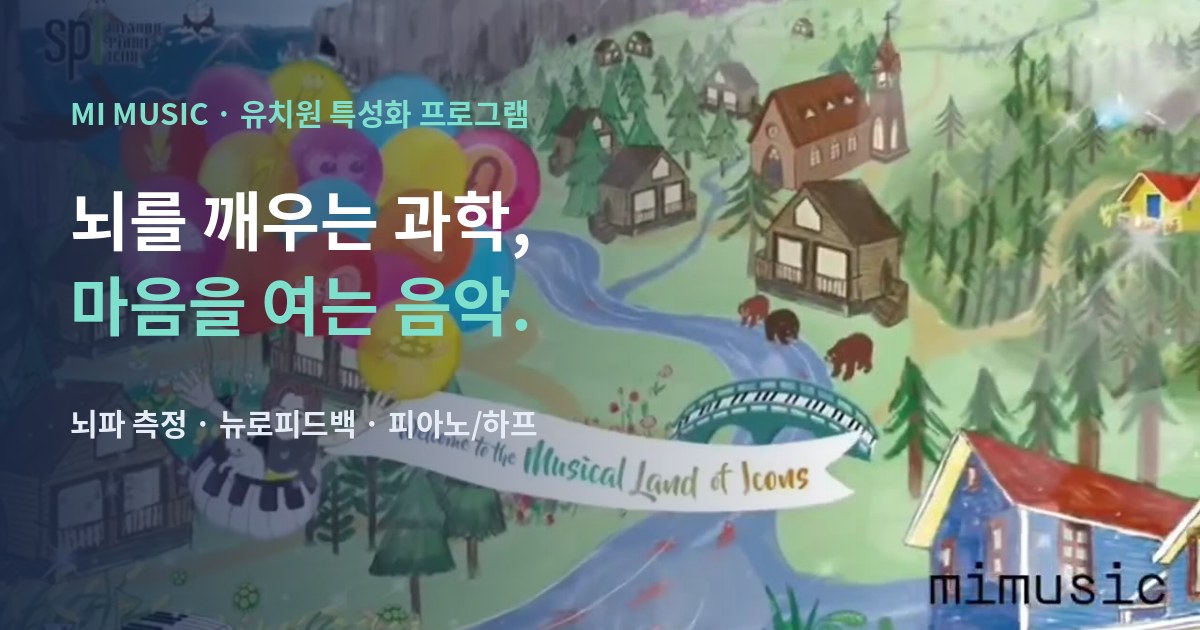 MI MUSIC · 유치원 특성화 프로그램
뇌를 깨우는 과학,
마음을 여는 음악.
뇌파 측정 · 뉴로피드백 · 피아노/하프
Welcome to the Musical Land of Icons
mimusic